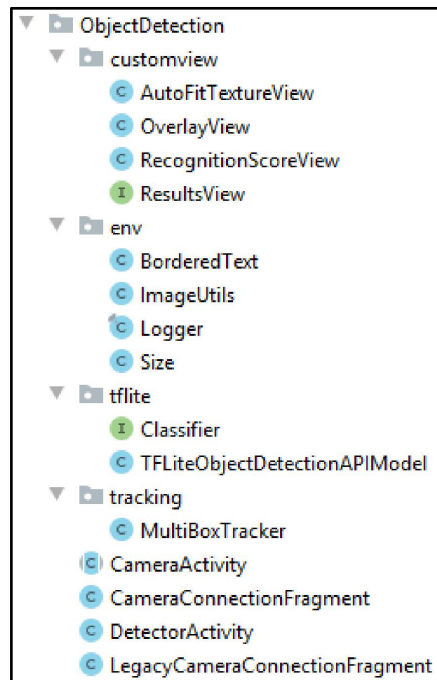 ObjectDetection
customview
C AutoFitTextureView
C OverlayView
C RecognitionScoreView
I ResultsView
env
C BorderedText
C ImageUtils
C Logger
C Size
tflite
I Classifier
C TFLiteObjectDetectionAPIModel
tracking
C MultiBoxTracker
C CameraActivity
C CameraConnectionFragment
C DetectorActivity
C LegacyCameraConnectionFragment